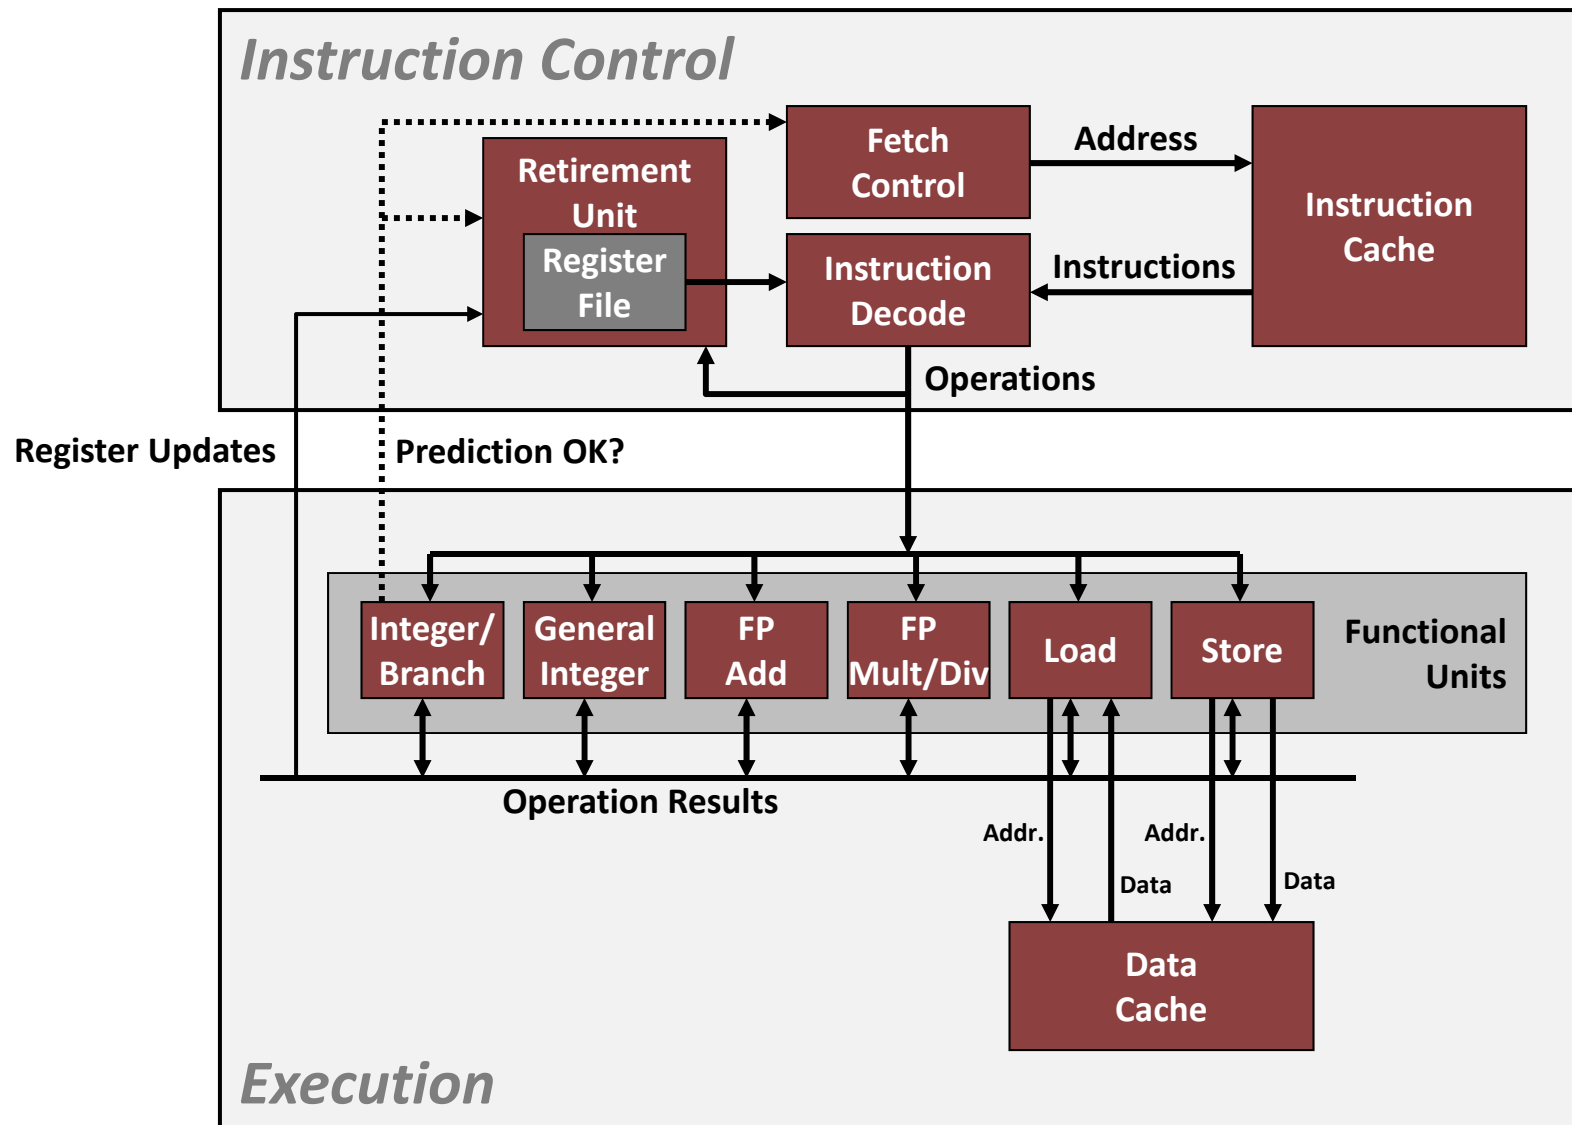 Instruction Control
Fetch
Control
Address
Instruction
Cache
Retirement
Unit
Register
File
Instruction
Decode
Instructions
Operations
Register Updates
Prediction OK?
Integer/
Branch
General
Integer
FP
Add
FP
Mult/Div
Load
Store
Functional
Units
Operation Results
Addr.
Addr.
Data
Data
Data
Cache
Execution